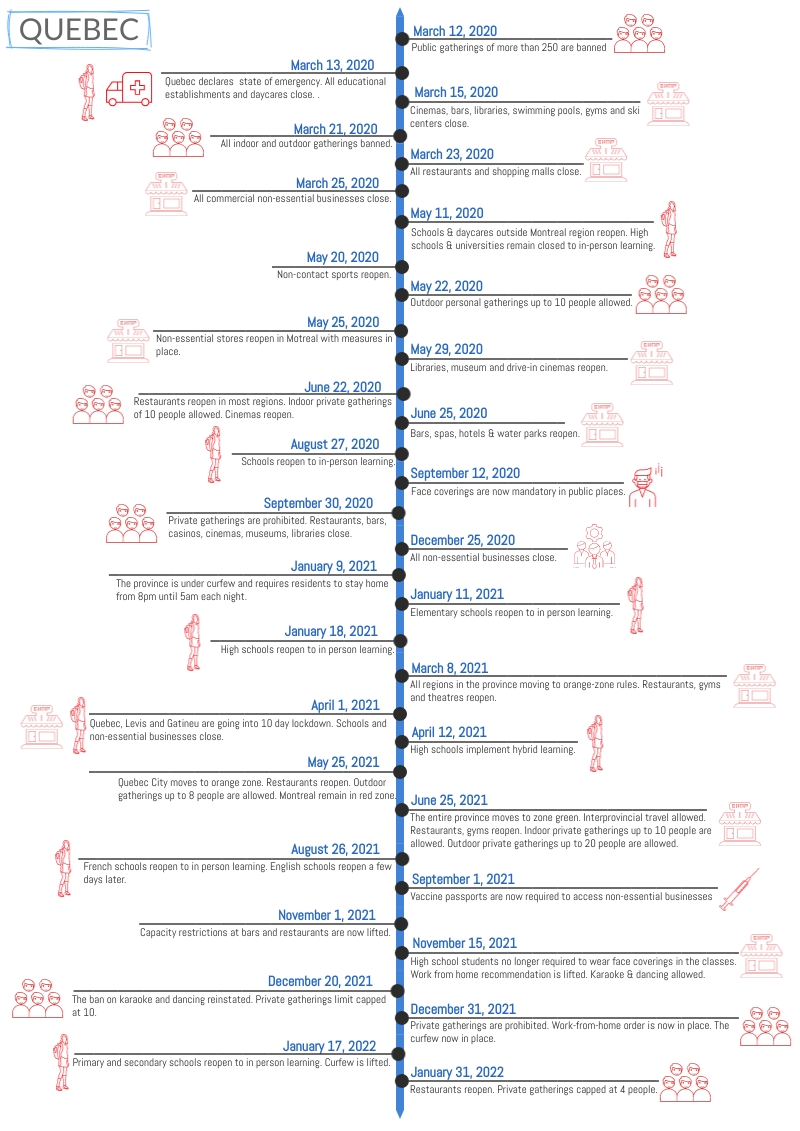 QUEBEC
March 12, 2020
Public gatherings of more than 250 are banned
March 13, 2020
Quebec declares state of emergency. All educational
establishments and daycares close. .
March 15, 2020
Cinemas, bars, libraries, swimming pools, gyms and ski
centers close.
March 21, 2020
All indoor and outdoor gatherings banned.
March 23, 2020
All restaurants and shopping malls close.
March 25, 2020
All commercial non-essential businesses close.
May 11, 2020
Schools & daycares outside Montreal region reopen. High
schools & universities remain closed to in-person learning.
May 20, 2020
Non-contact sports reopen.
May 22, 2020
Outdoor personal gatherings up to 10 people allowed.
May 25, 2020
Non-essential stores reopen in Motreal with measures in
place.
May 29, 2020
Libraries, museum and drive-in cinemas reopen.
June 22, 2020
Restaurants reopen in most regions. Indoor private gatherings
of 10 people allowed. Cinemas reopen.
June 25, 2020
Bars, spas, hotels & water parks reopen.
August 27, 2020
Schools reopen to in-person learning.
September 12, 2020
Face coverings are now mandatory in public places.
September 30, 2020
Private gatherings are prohibited. Restaurants, bars,
casinos, cinemas, museums, libraries close.
December 25, 2020
All non-essential businesses close.
January 9, 2021
The province is under curfew and requires residents to stay home
from 8pm until 5am each night.
January 11, 2021
Elementary schools reopen to in person learning.
January 18, 2021
High schools reopen to in person learning.
March 8, 2021
All regions in the province moving to orange-zone rules. Restaurants, gyms
and theatres reopen.
April 1, 2021
Quebec, Levis and Gatineu are going into 10 day lockdown. Schools and
non-essential businesses close.
April 12, 2021
High schools implement hybrid learning.
May 25, 2021
Quebec City moves to orange zone. Restaurants reopen. Outdoor
gatherings up to 8 people are allowed. Montreal remain in red zone.
June 25, 2021
The entire province moves to zone green. Interprovincial travel allowed.
Restaurants, gyms reopen. Indoor private gatherings up to 10 people are
allowed. Outdoor private gatherings up to 20 people are allowed.
August 26, 2021
French schools reopen to in person learning. English schools reopen a few
days later.
September 1, 2021
Vaccine passports are now required to access non-essential businesses
November 1, 2021
Capacity restrictions at bars and restaurants are now lifted.
November 15, 2021
High school students no longer required to wear face coverings in the classes.
Work from home recommendation is lifted. Karaoke & dancing allowed.
December 20, 2021
The ban on karaoke and dancing reinstated. Private gatherings limit capped
at 10.
December 31, 2021
Private gatherings are prohibited. Work-from-home order is now in place. The
curfew now in place.
January 17, 2022
Primary and secondary schools reopen to in person learning. Curfew is lifted.
January 31, 2022
Restaurants reopen. Private gatherings capped at 4 people.